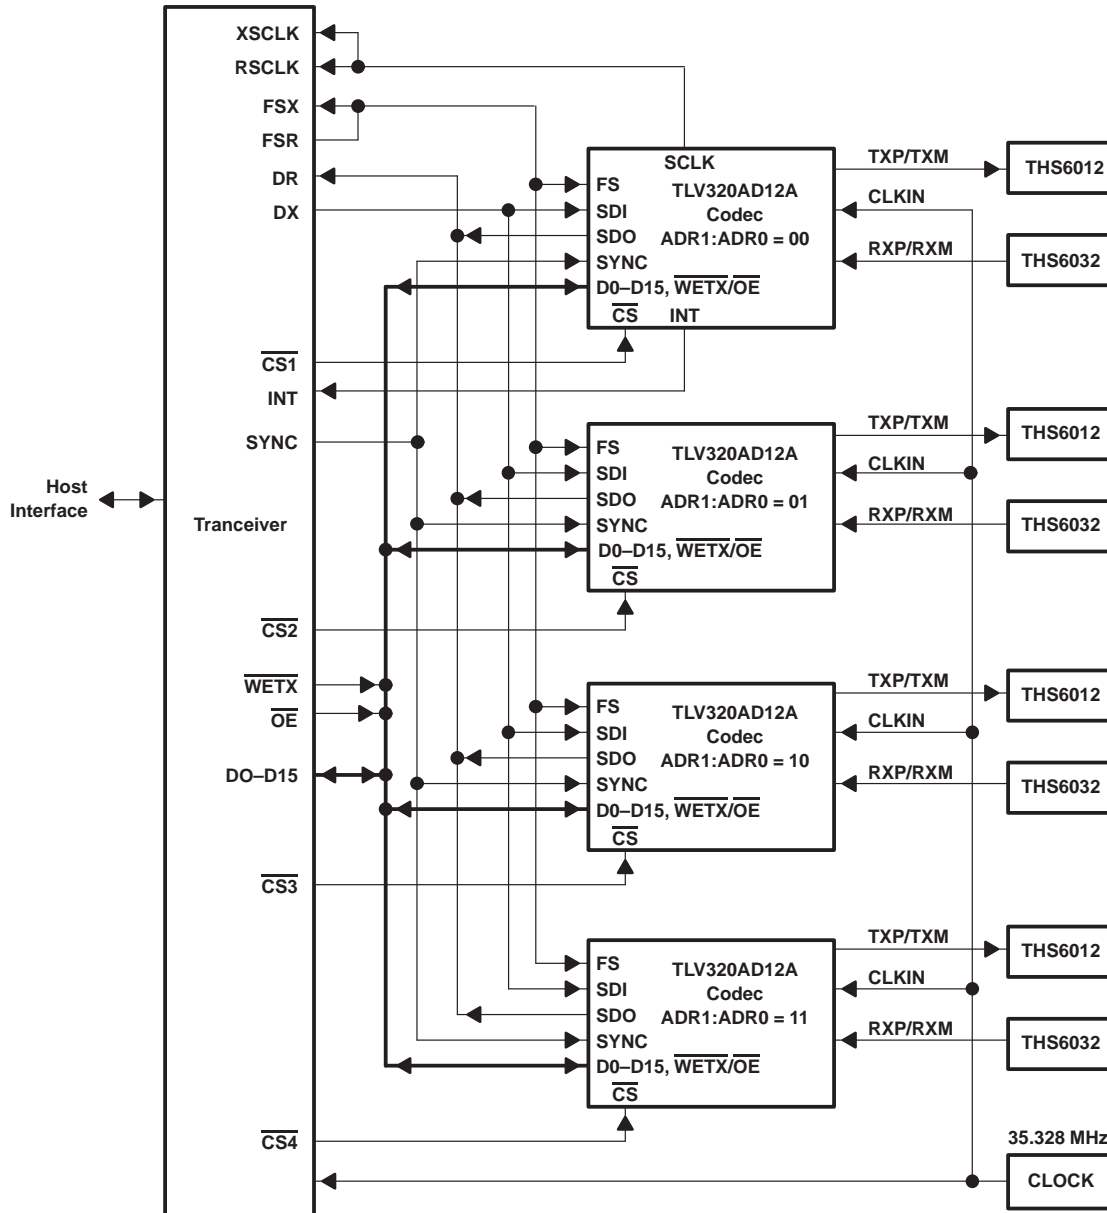 XSCLK
RSCLK
FSX
FSR
DR
DX
CS1
INT
SYNC
Host
Interface
Tranceiver
CS2
WETX
OE
DO–D15
CS3
CS4
SCLK
FS
SDI
SDO
SYNC
D0–D15, WETX/OE
CS
INT
TLV320AD12A
Codec
ADR1:ADR0 = 00
TXP/TXM
CLKIN
RXP/RXM
THS6012
THS6032
FS
SDI
SDO
SYNC
D0–D15, WETX/OE
CS
TLV320AD12A
Codec
ADR1:ADR0 = 01
TXP/TXM
CLKIN
RXP/RXM
THS6012
THS6032
FS
SDI
SDO
SYNC
D0–D15, WETX/OE
CS
TLV320AD12A
Codec
ADR1:ADR0 = 10
TXP/TXM
CLKIN
RXP/RXM
THS6012
THS6032
FS
SDI
SDO
SYNC
D0–D15, WETX/OE
CS
TLV320AD12A
Codec
ADR1:ADR0 = 11
TXP/TXM
CLKIN
RXP/RXM
THS6012
THS6032
35.328 MHz
CLOCK